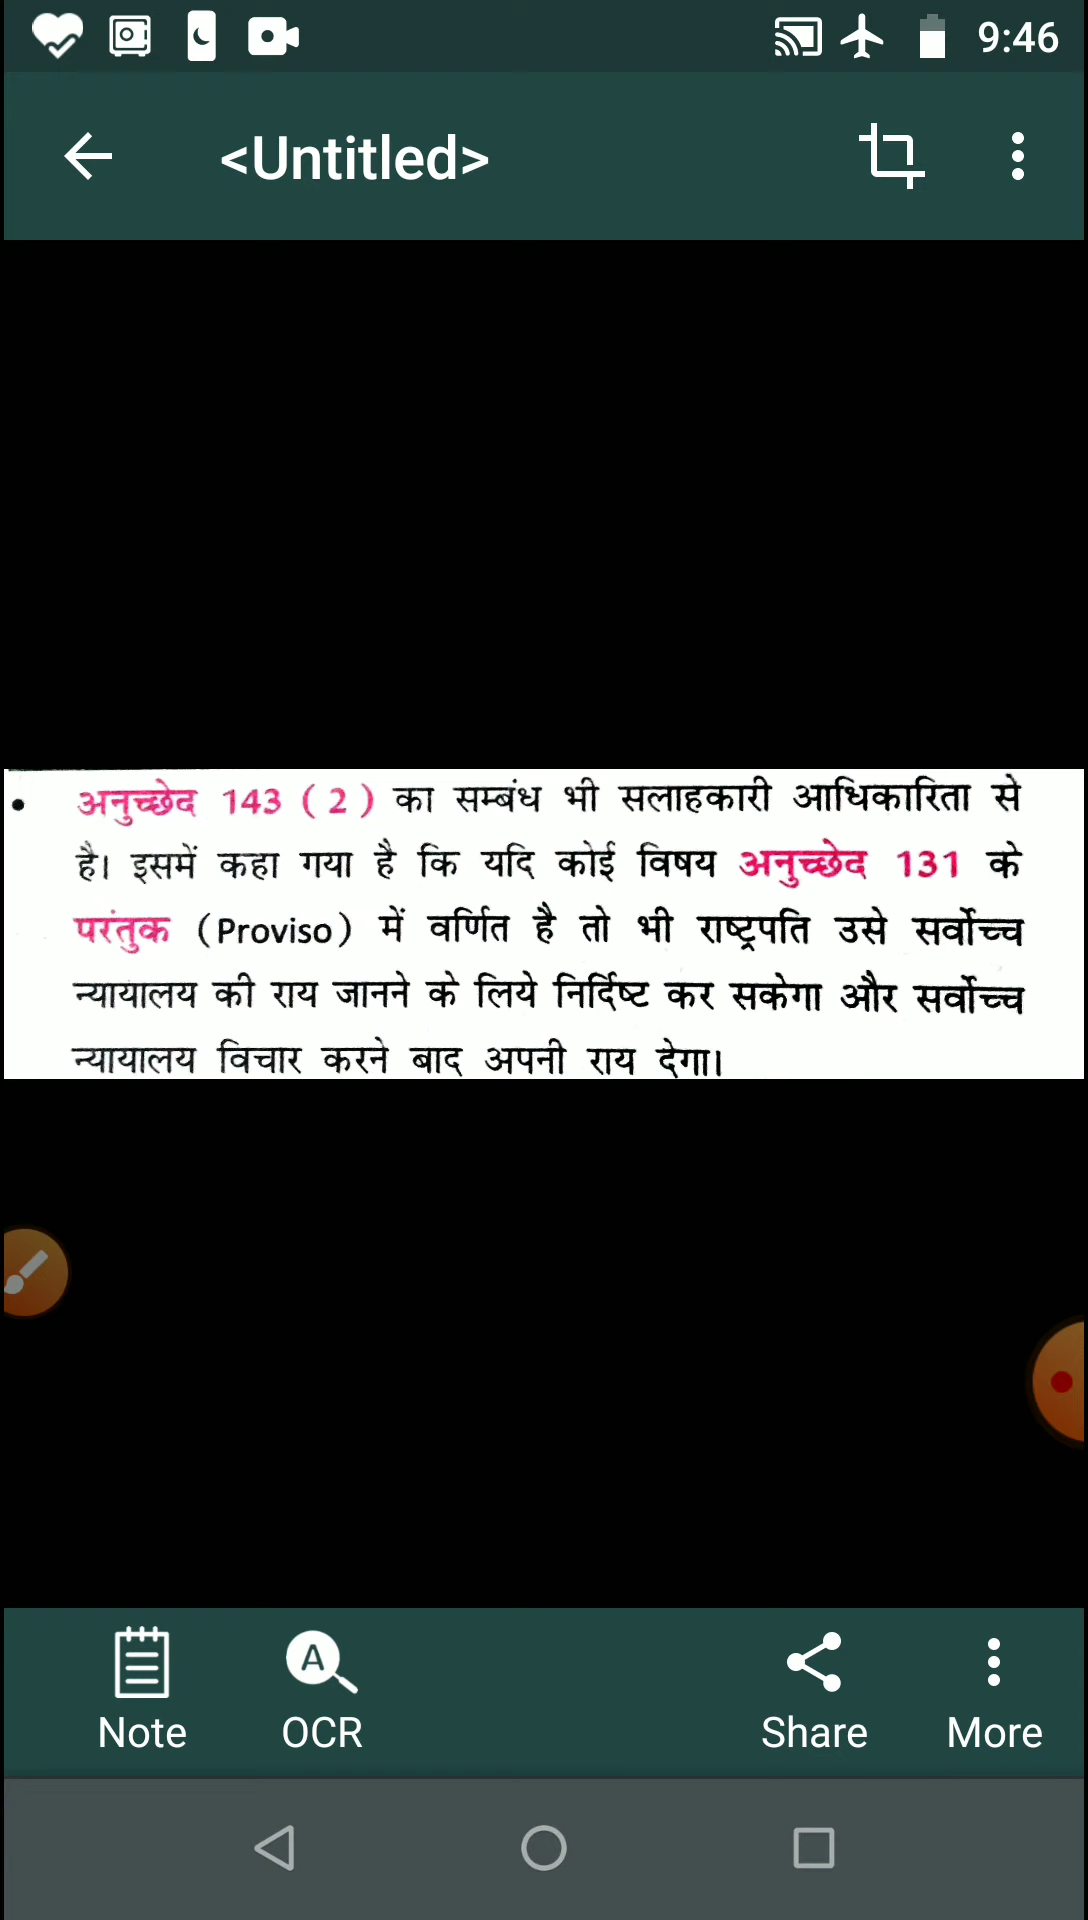 9:46
<Untitled>
• अनुच्छेद 143 ( 2 ) का सम्बंध भी सलाहकारी आधिकारिता से
है। इसमें कहा गया है कि यदि कोई विषय अनुच्छेद 131 के
परंतुक (Proviso) में वर्णित है तो भी राष्ट्रपति उसे सर्वोच्च
न्यायालय की राय जानने के लिये निर्दिष्ट कर सकेगा और सर्वोच्च
न्यायालय विचार करने बाद अपनी राय देगा।
A
Note OCR Share More